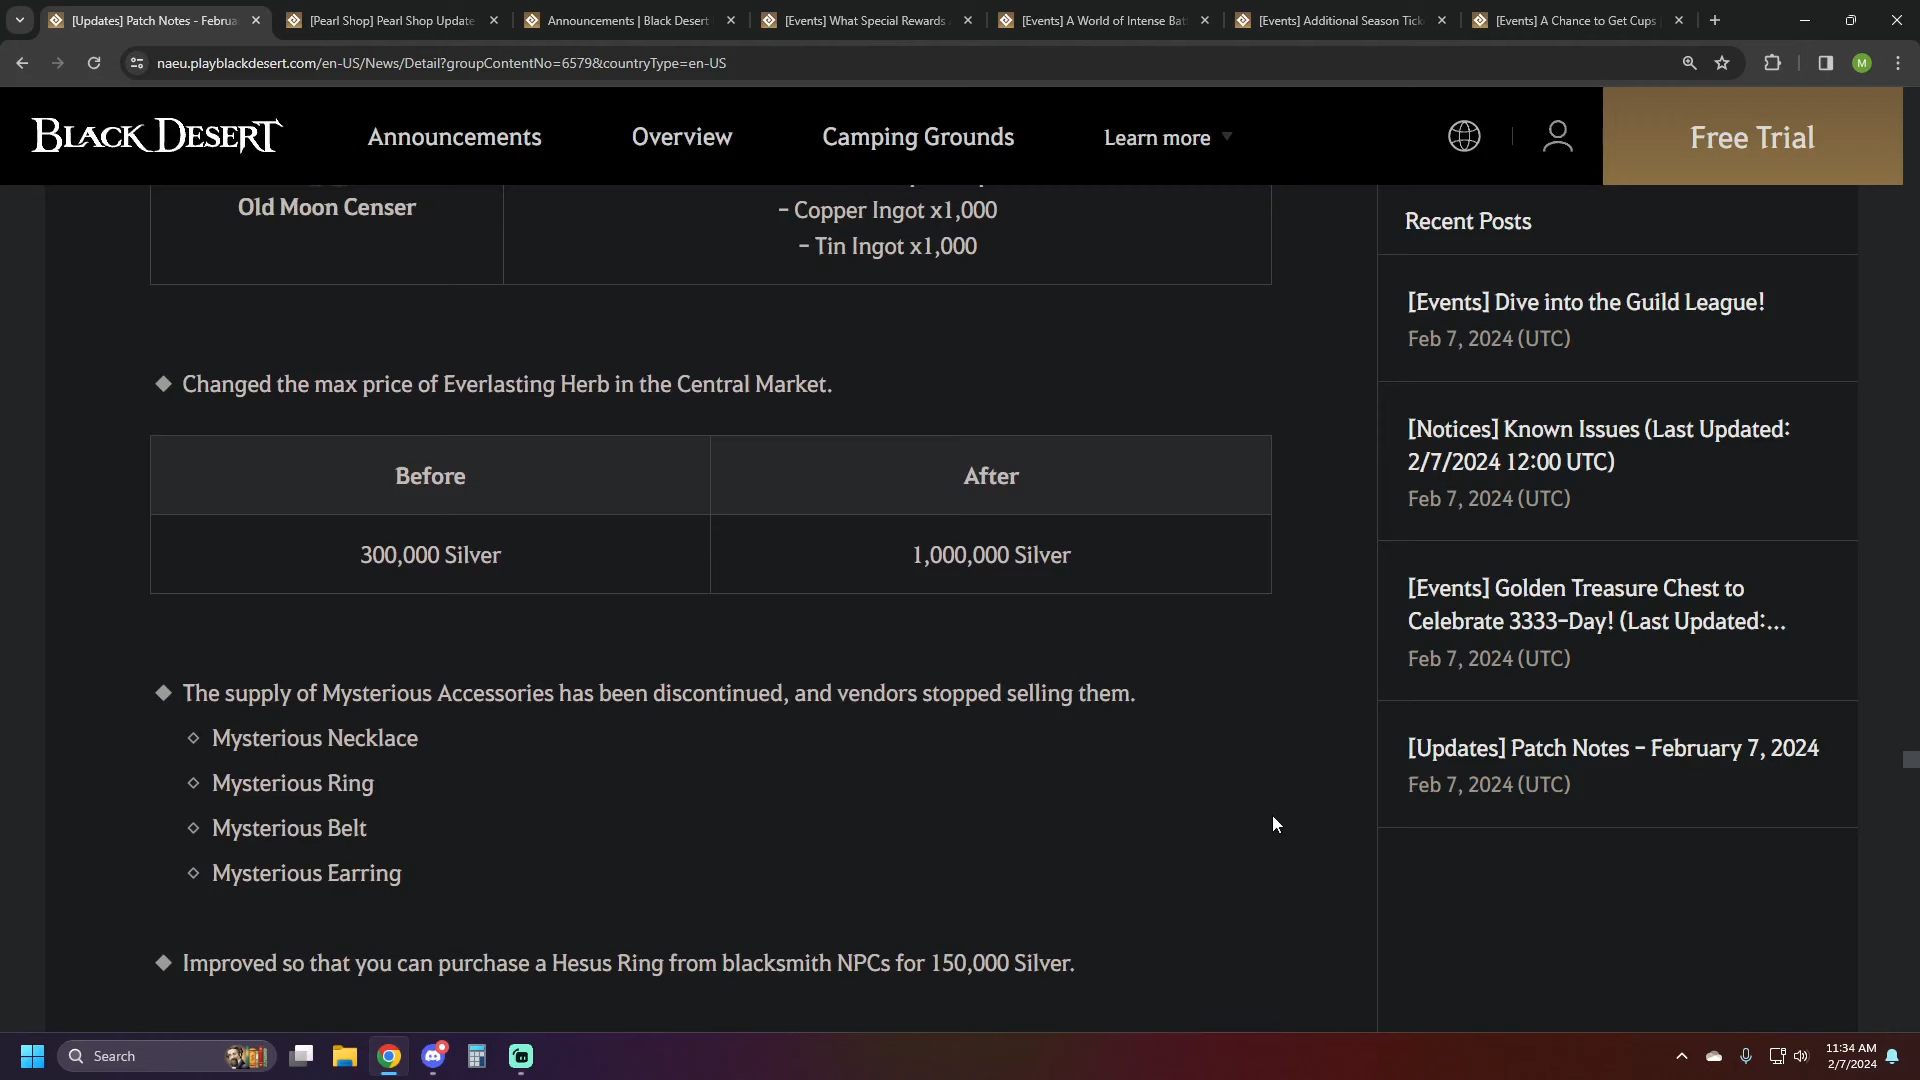 [Updates] Patch Notes - Februa
[Pearl Shop] Pearl Shop Update
Announcements | Black Desert
[Events] What Special Rewards
[Events] A World of Intense Bat
[Events] Additional Season Tick
[Events] A Chance to Get Cups
naeu.playblackdesert.com/en-US/News/Detail?groupContentNo=6579&countryType=en-US
M
BLACK DESERT
Announcements
Overview
Camping Grounds
Learn more
Free Trial
Old Moon Censer
- Copper Ingot x1,000
- Tin Ingot x1,000
◆ Changed the max price of Everlasting Herb in the Central Market.
Before
After
300,000 Silver
1,000,000 Silver
◆ The supply of Mysterious Accessories has been discontinued, and vendors stopped selling them.
◇ Mysterious Necklace
◇ Mysterious Ring
◇ Mysterious Belt
◇ Mysterious Earring
◆ Improved so that you can purchase a Hesus Ring from blacksmith NPCs for 150,000 Silver.
Recent Posts
[Events] Dive into the Guild League!
Feb 7, 2024 (UTC)
[Notices] Known Issues (Last Updated:
2/7/2024 12:00 UTC)
Feb 7, 2024 (UTC)
[Events] Golden Treasure Chest to
Celebrate 3333-Day! (Last Updated:...
Feb 7, 2024 (UTC)
[Updates] Patch Notes - February 7, 2024
Feb 7, 2024 (UTC)
Search
11:34 AM
2/7/2024